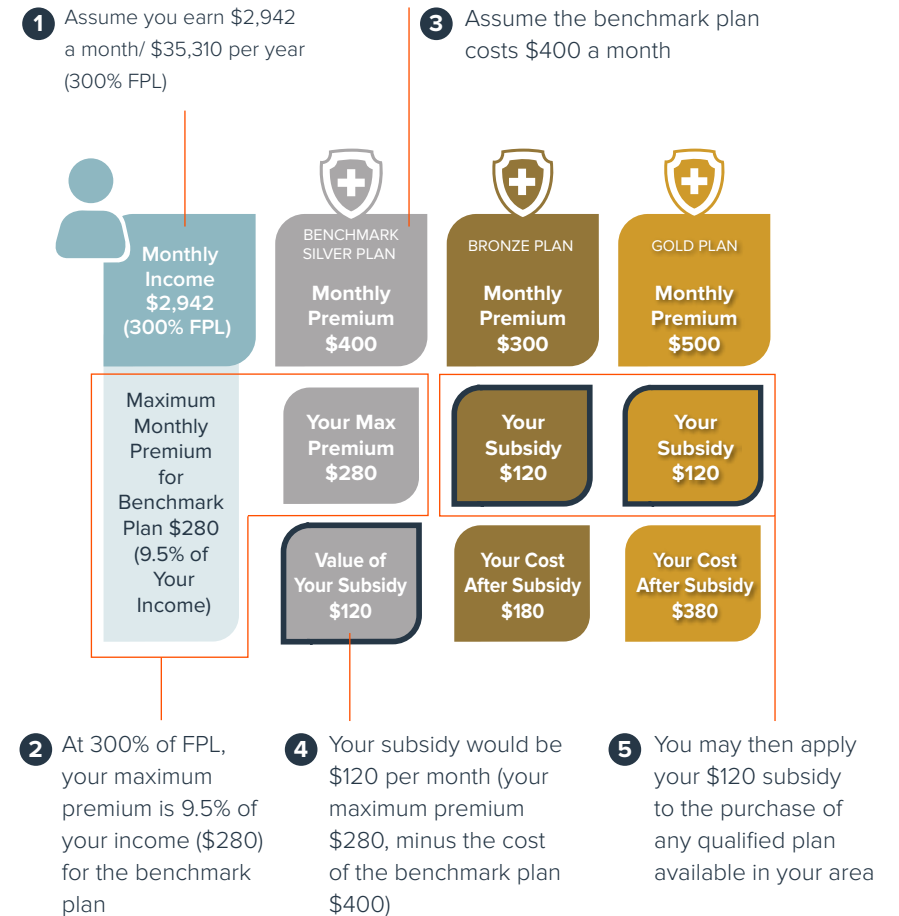 1
Assume you earn $2,942
a month/ $35,310 per year
(300% FPL)
3
Assume the benchmark plan
costs $400 a month
Monthly
Income
$2,942
(300% FPL)
BENCHMARK
SILVER PLAN
Monthly
Premium
$400
BRONZE PLAN
Monthly
Premium
$300
GOLD PLAN
Monthly
Premium
$500
Maximum
Monthly
Premium
for
Benchmark
Plan $280
(9.5% of
Your
Income)
Your Max
Premium
$280
Your
Subsidy
$120
Your
Subsidy
$120
Value of
Your Subsidy
$120
Your Cost
After Subsidy
$180
Your Cost
After Subsidy
$380
2
At 300% of FPL,
your maximum
premium is 9.5% of
your income ($280)
for the benchmark
plan
4
Your subsidy would be
$120 per month (your
maximum premium
$280, minus the cost
of the benchmark plan
$400)
5
You may then apply
your $120 subsidy
to the purchase of
any qualified plan
available in your area